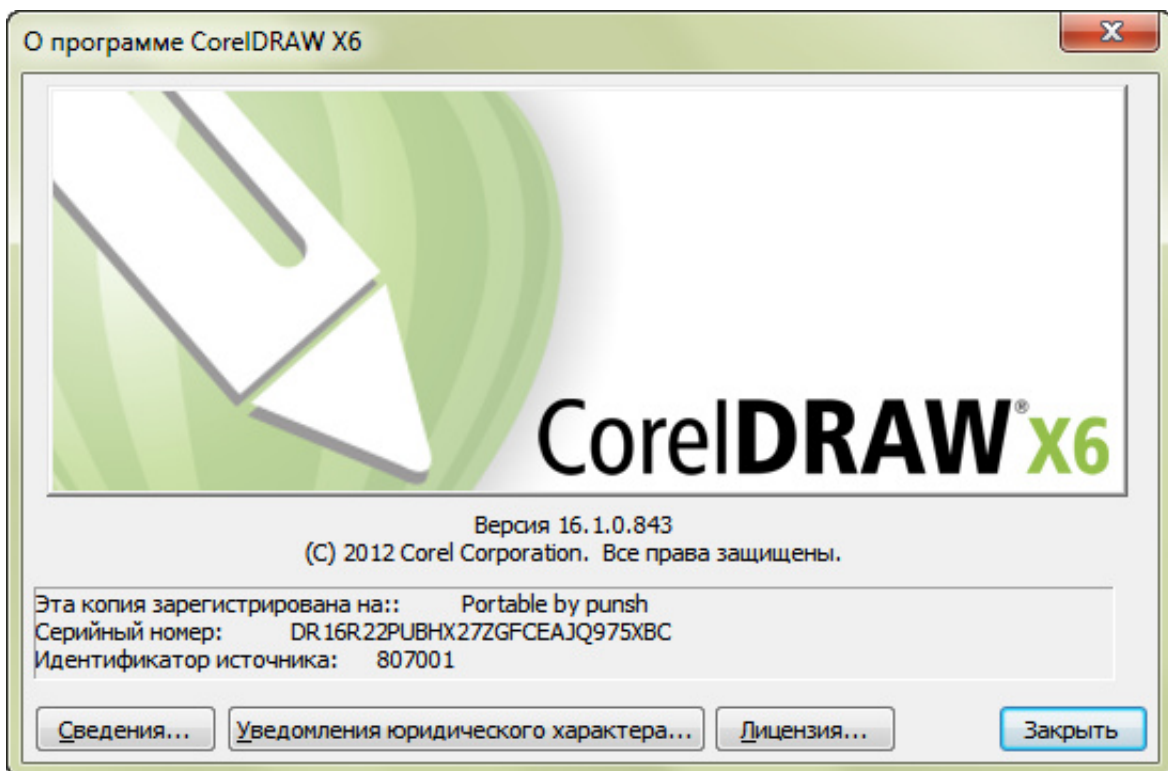 О программе CorelDRAW X6
CorelDRAW® X6
Версия 16.1.0.843
(C) 2012 Corel Corporation. Все права защищены.
Эта копия зарегистрирована на:: Portable by punsh
Серийный номер: DR16R22PUBHX27ZGFCEAJQ975XBC
Идентификатор источника: 807001
Сведения... Уведомления юридического характера... Лицензия... Закрыть